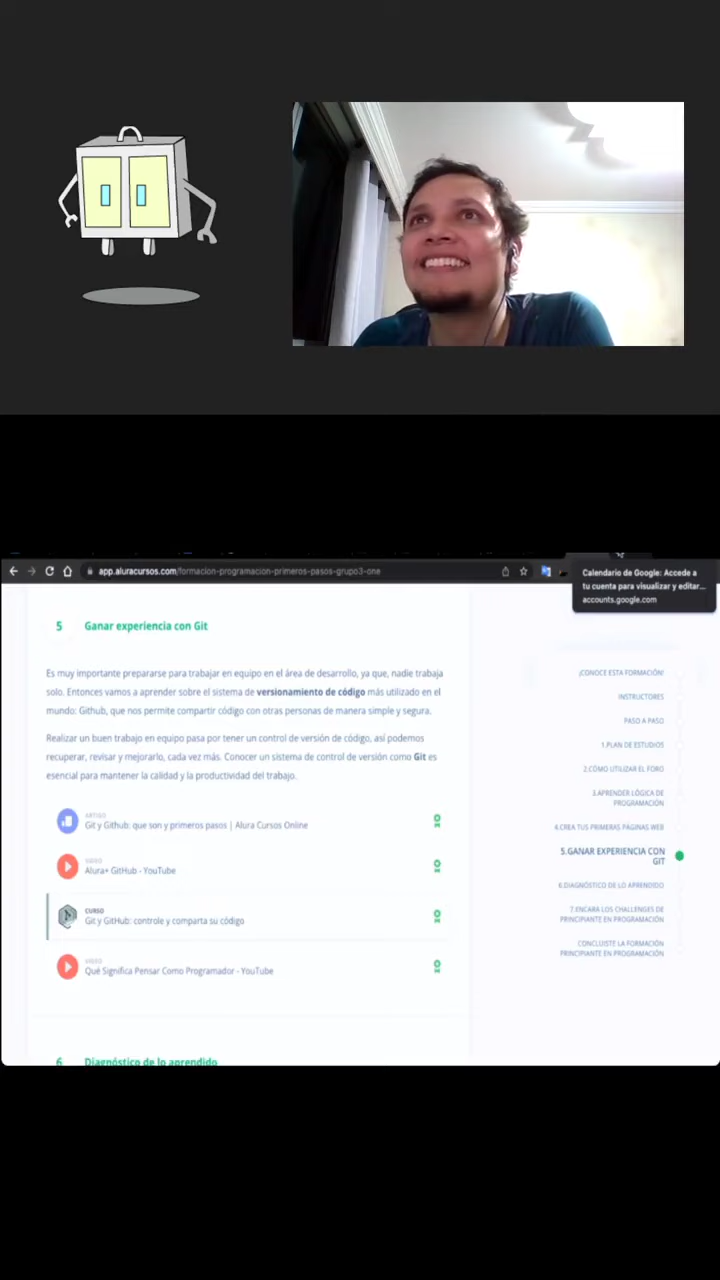 app.aluracursos.com/formacion-programacion-primeros-pasos-grupo3-one
Calendario de Google: Accede a
tu cuenta para visualizar y editar...
accounts.google.com
5 Ganar experiencia con Git
Es muy importante prepararse para trabajar en equipo en el área de desarrollo, ya que, nadie trabaja
solo. Entonces vamos a aprender sobre el sistema de versionamiento de código más utilizado en el
mundo: Github, que nos permite compartir código con otras personas de manera simple y segura.
Realizar un buen trabajo en equipo pasa por tener un control de versión de código, así podemos
recuperar, revisar y mejorarlo, cada vez más. Conocer un sistema de control de versión como Git es
esencial para mantener la calidad y la productividad del trabajo.
ARTIGO
Git y Github: que son y primeros pasos | Alura Cursos Online
VIDEO
Alura+ GitHub - YouTube
CURSO
Git y GitHub: controle y comparta su código
VIDEO
Qué Significa Pensar Como Programador - YouTube
6 Diagnóstico de lo aprendido
¡CONOCE ESTA FORMACIÓN!
INSTRUCTORES
PASO A PASO
1.PLAN DE ESTUDIOS
2.CÓMO UTILIZAR EL FORO
3.APRENDER LÓGICA DE
PROGRAMACIÓN
4.CREA TUS PRIMERAS PÁGINAS WEB
5.GANAR EXPERIENCIA CON
GIT
6.DIAGNÓSTICO DE LO APRENDIDO
7.ENCARA LOS CHALLENGES DE
PRINCIPIANTE EN PROGRAMACIÓN
CONCLUISTE LA FORMACIÓN
PRINCIPIANTE EN PROGRAMACIÓN